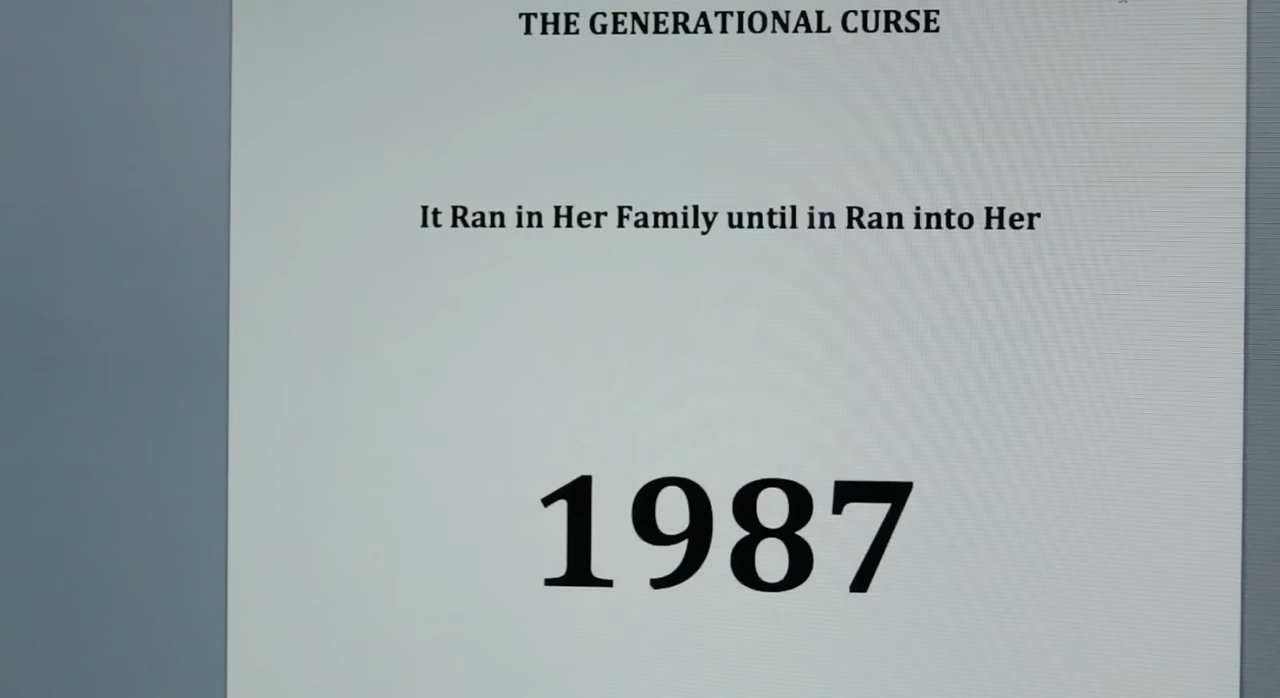 THE GENERATIONAL CURSE
It Ran in Her Family until in Ran into Her
1987